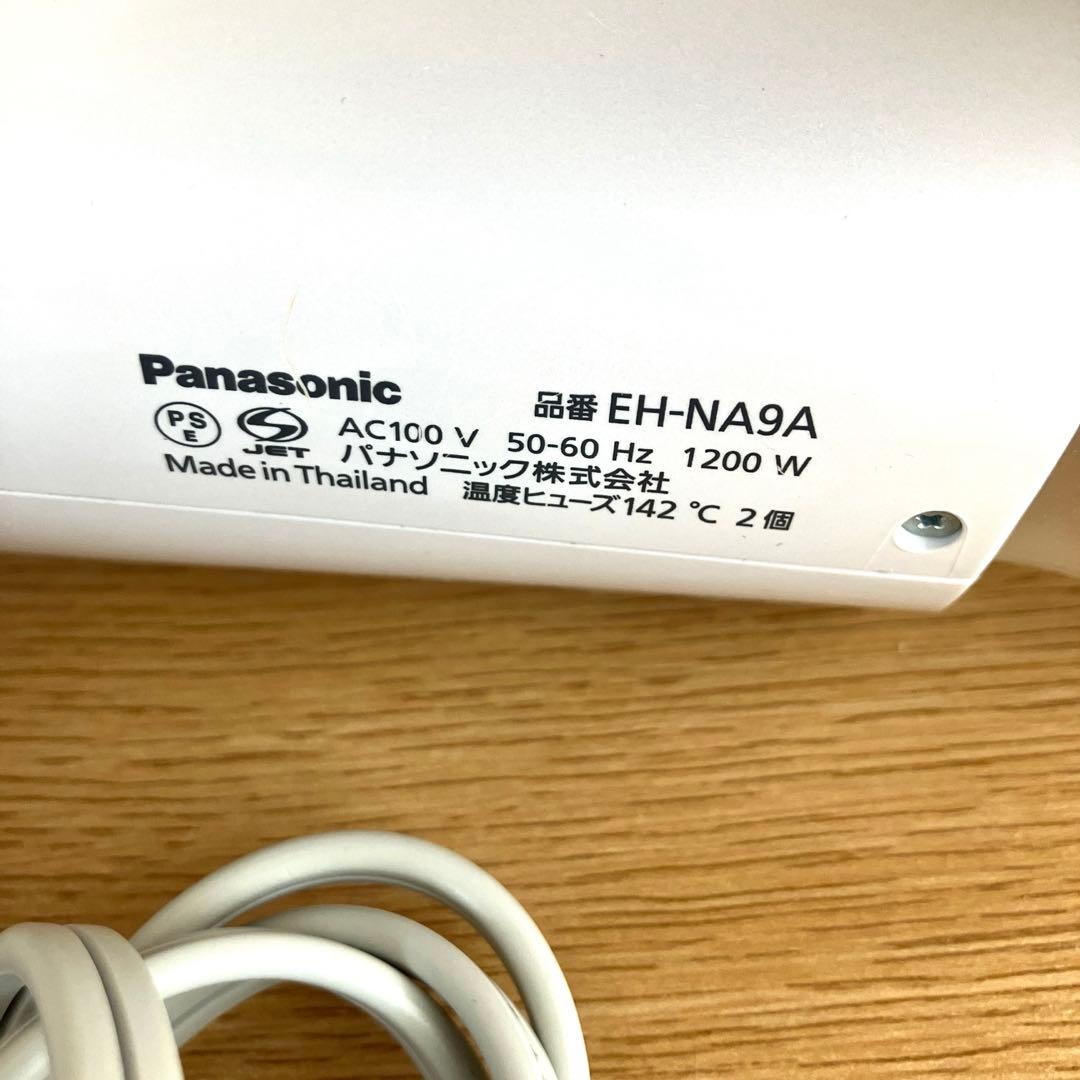 Panasonic
品番 EH-NA9A
PSE JET AC100 V 50-60 Hz 1200 W
パナソニック株式会社
Made in Thailand 温度ヒューズ142 ℃ 2個